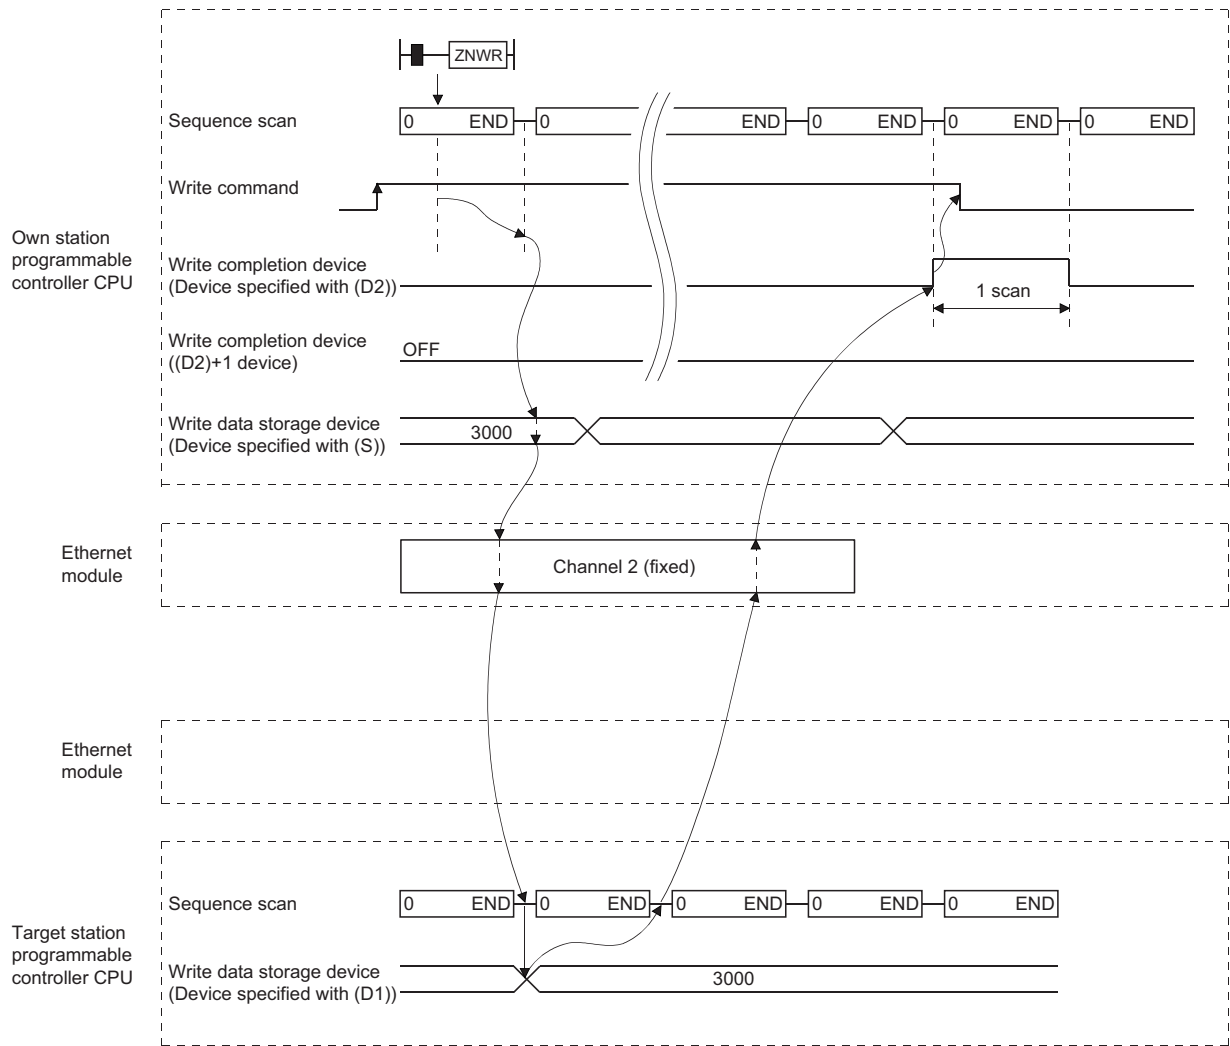 ZNWR
Sequence scan
0 END 0 END 0 END 0 END 0 END
Write command
Own station
programmable
controller CPU
Write completion device
(Device specified with (D2))
1 scan
Write completion device
((D2)+1 device)
OFF
Write data storage device
(Device specified with (S))
3000
Ethernet
module
Channel 2 (fixed)
Ethernet
module
Sequence scan
0 END 0 END 0 END 0 END 0 END
Target station
programmable
controller CPU
Write data storage device
(Device specified with (D1))
3000